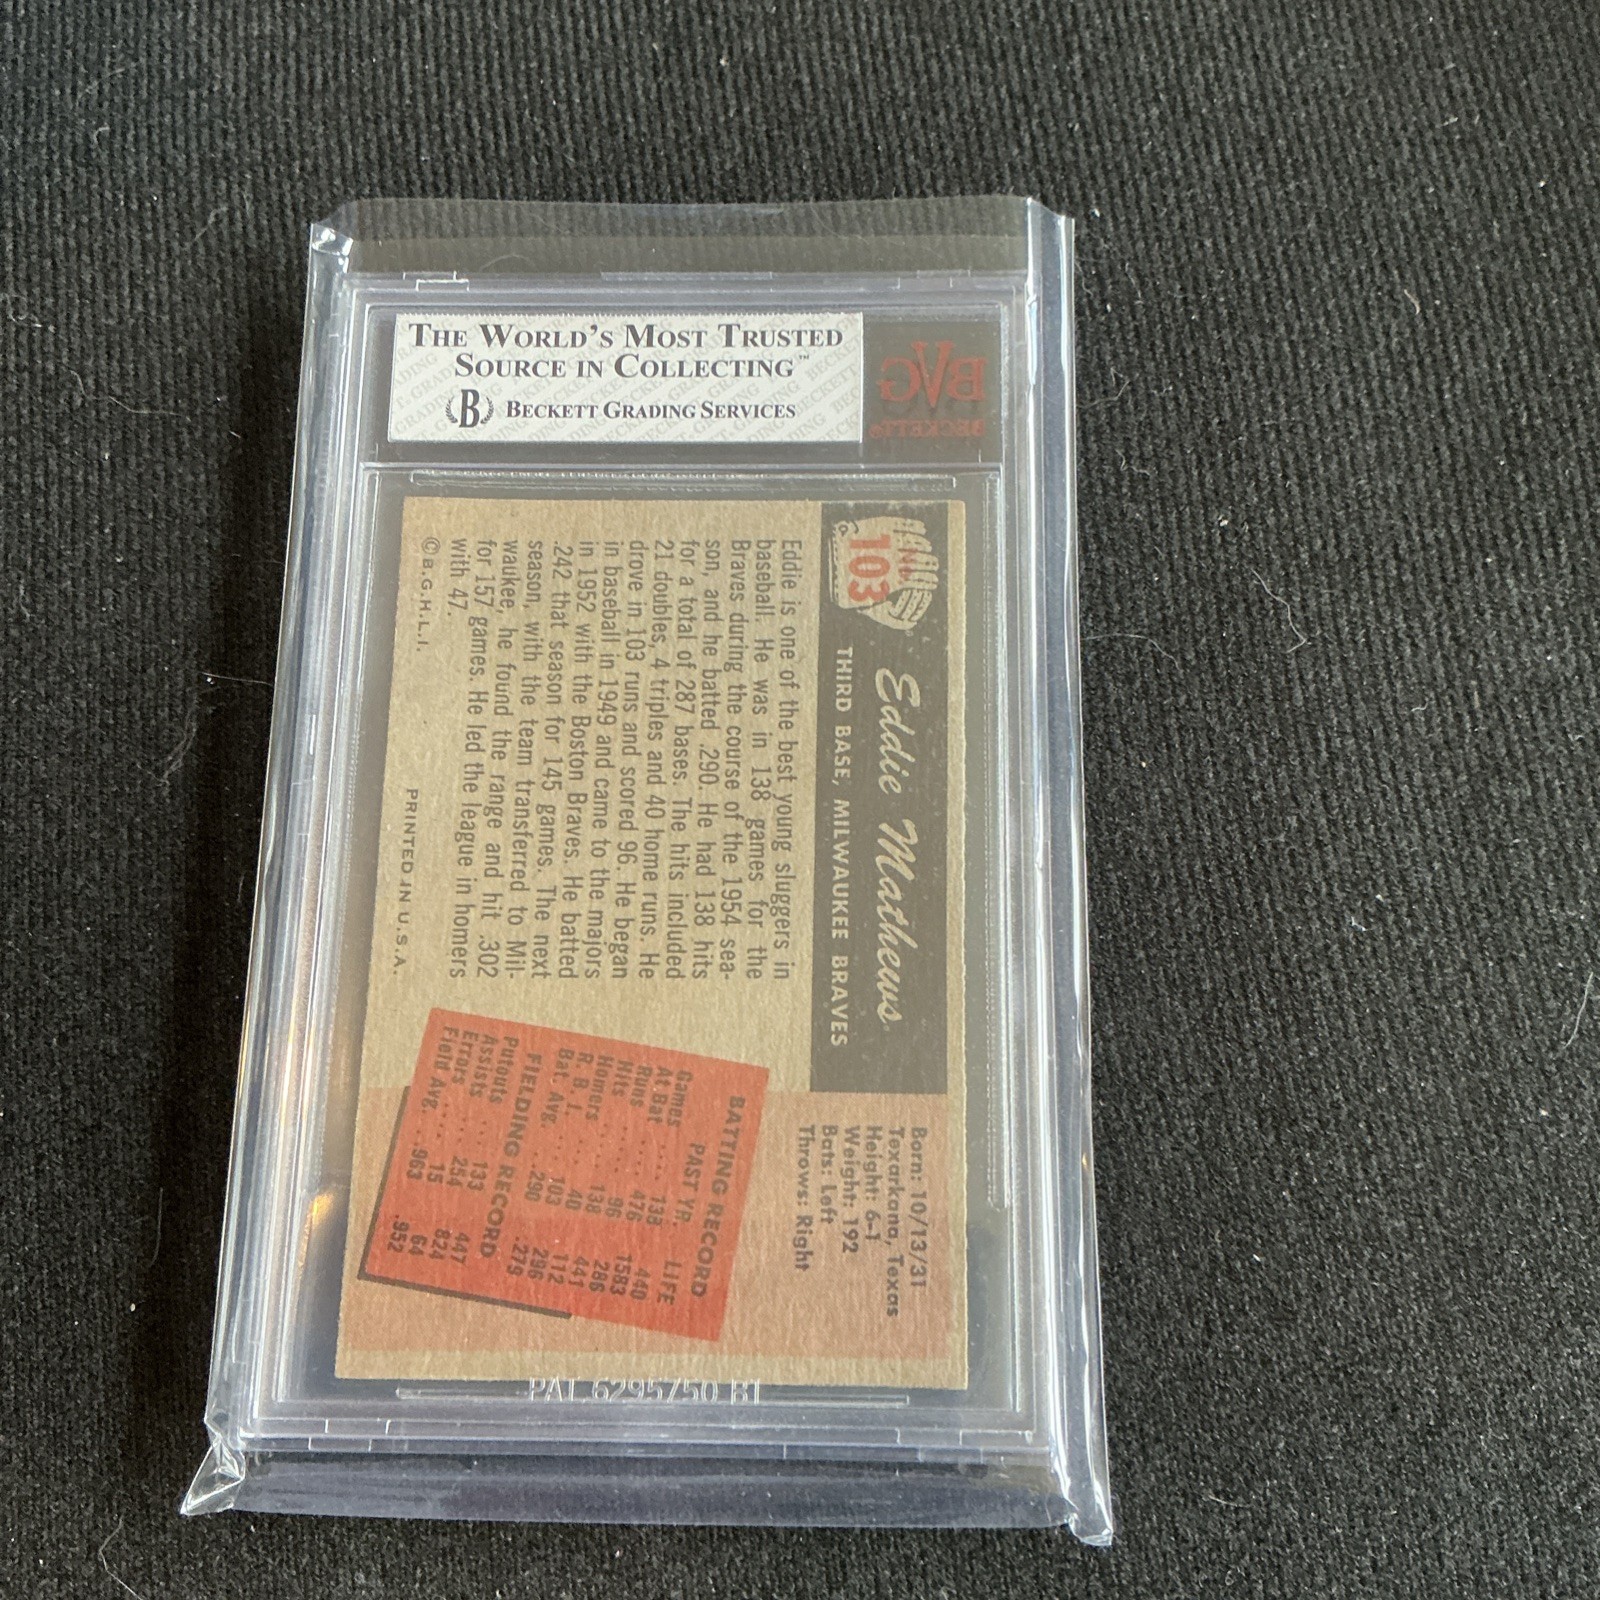 THE WORLD'S MOST TRUSTED
SOURCE IN COLLECTING™
B BECKETT GRADING SERVICES
BVG
BECKETT
NO.
103
Eddie Mathews
THIRD BASE, MILWAUKEE BRAVES
Eddie is one of the best young sluggers in
baseball. He was in 138 games for the
Braves during the course of the 1954 sea-
son, and he batted .290. He had 138 hits
for a total of 287 bases. The hits included
21 doubles, 4 triples and 40 home runs. He
drove in 103 runs and scored 96. He began
in baseball in 1949 and came to the majors
in 1952 with the Boston Braves. He batted
.242 that season for 145 games. The next
season, with the team transferred to Mil-
waukee, he found the range and hit .302
for 157 games. He led the league in homers
with 47.
©B.G.H.L.I.
PRINTED IN U.S.A.
Born: 10/13/31
Texarkana, Texas
Height: 6-1
Weight: 192
Bats: Left
Throws: Right
BATTING RECORD
PAST YR. LIFE
Games .... 138 440
At Bat .... 476 1583
Runs ..... 96 286
Hits ..... 138 441
Homers ... 40 112
R. B. I. .... 103 296
Bat. Avg. .. .290 .279
FIELDING RECORD
Putouts .. 133 447
Assists ... 254 824
Errors .... 15 64
Field Avg. .963 .952
PAT 6295750 B1